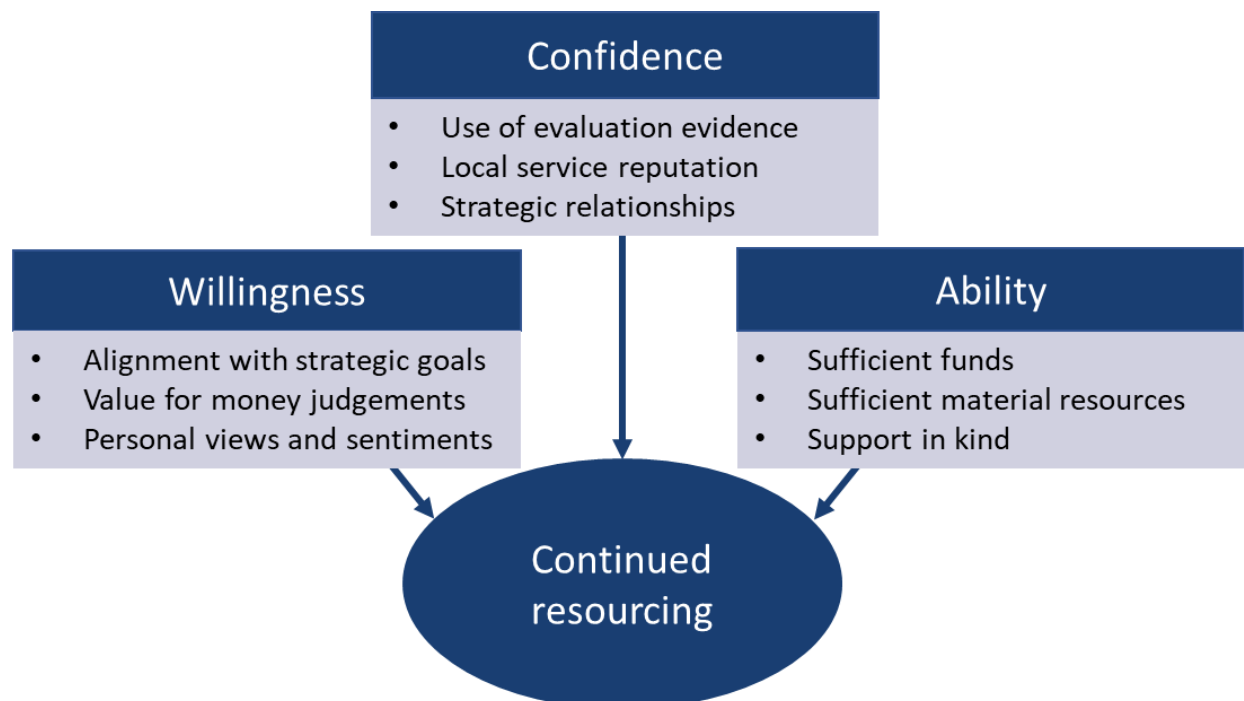 Confidence
• Use of evaluation evidence
• Local service reputation
• Strategic relationships
Willingness
• Alignment with strategic goals
• Value for money judgements
• Personal views and sentiments
Ability
• Sufficient funds
• Sufficient material resources
• Support in kind
Continued
resourcing